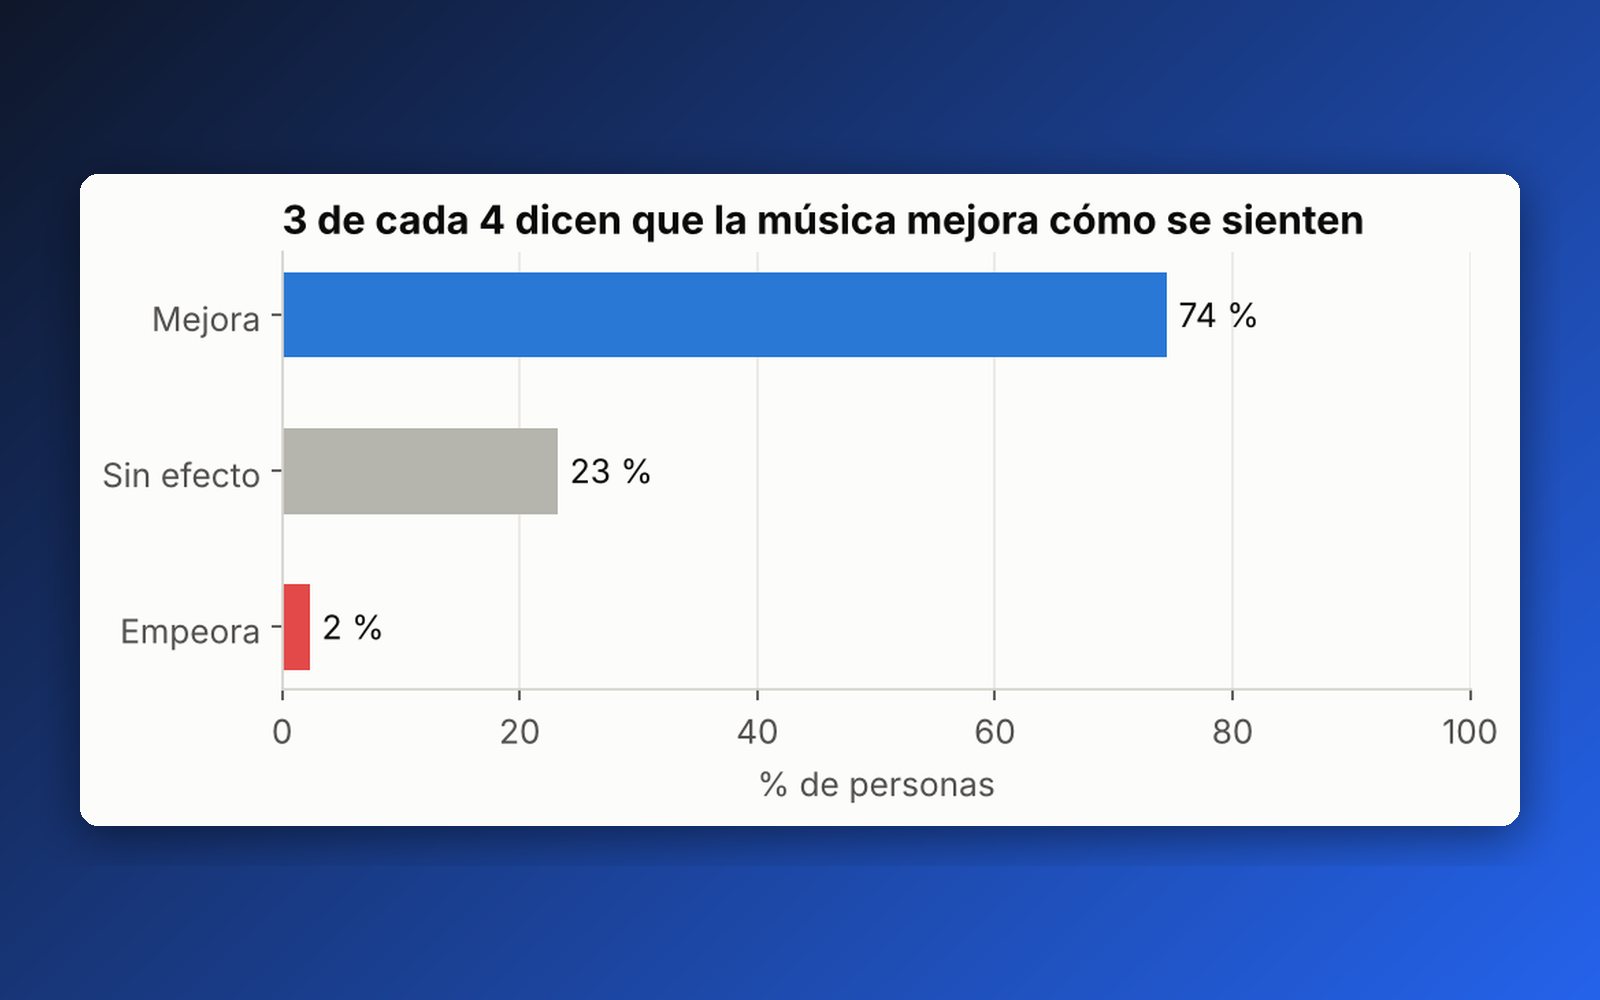 3 de cada 4 dicen que la música mejora cómo se sienten
Mejora
74 %
Sin efecto
23 %
Empeora
2 %
0 20 40 60 80 100
% de personas